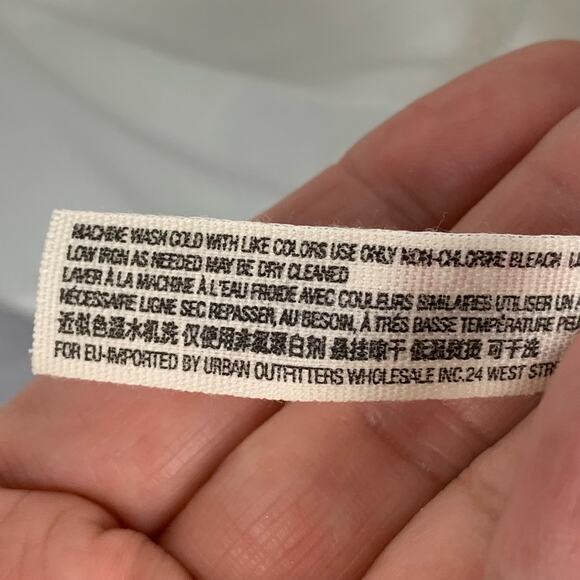 MACHINE WASH COLD WITH LIKE COLORS USE ONLY NON-CHLORINE BLEACH
LOW IRON AS NEEDED MAY BE DRY CLEANED
LAVER À LA MACHINE À L'EAU FROIDE AVEC COULEURS SIMILAIRES UTILISER UN
NÉCESSAIRE LIGNE SEC REPASSER, AU BESOIN, À TRÉS BASSE TEMPÉRATURE
近似色温水机洗 仅使用非氯漂白剂 悬挂晾干 低温熨烫 可干洗
FOR EU-IMPORTED BY URBAN OUTFITTERS WHOLESALE INC.24 WEST